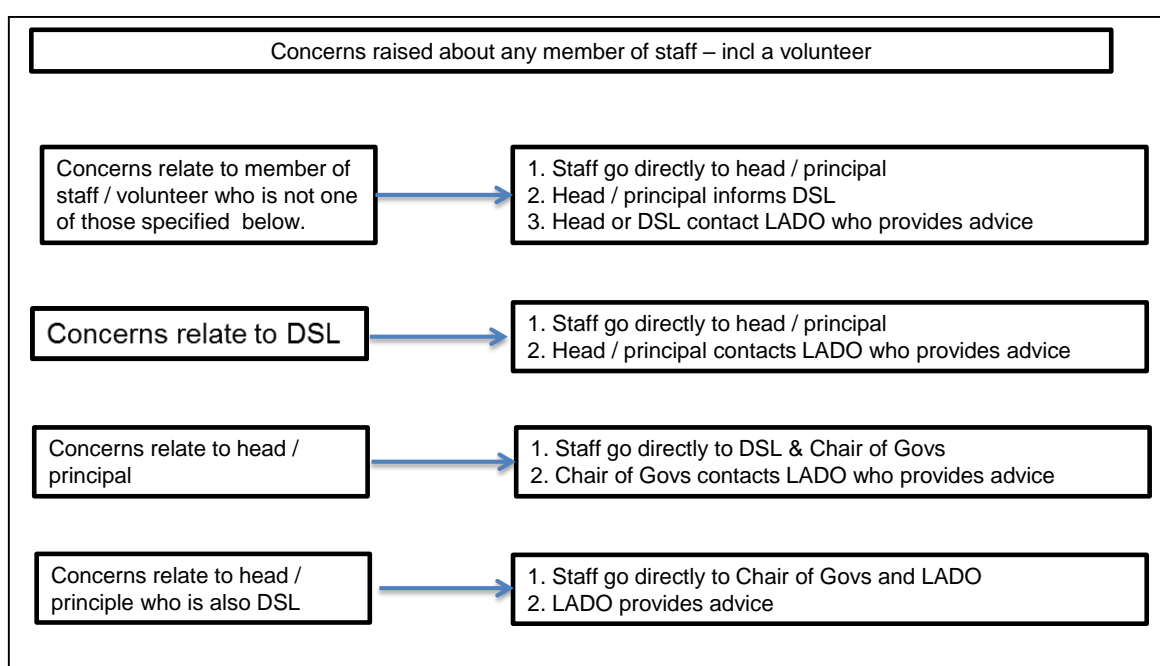 Concerns raised about any member of staff – incl a volunteer
Concerns relate to member of
staff / volunteer who is not one
of those specified below.
1. Staff go directly to head / principal
2. Head / principal informs DSL
3. Head or DSL contact LADO who provides advice
Concerns relate to DSL
1. Staff go directly to head / principal
2. Head / principal contacts LADO who provides advice
Concerns relate to head /
principal
1. Staff go directly to DSL & Chair of Govs
2. Chair of Govs contacts LADO who provides advice
Concerns relate to head /
principle who is also DSL
1. Staff go directly to Chair of Govs and LADO
2. LADO provides advice